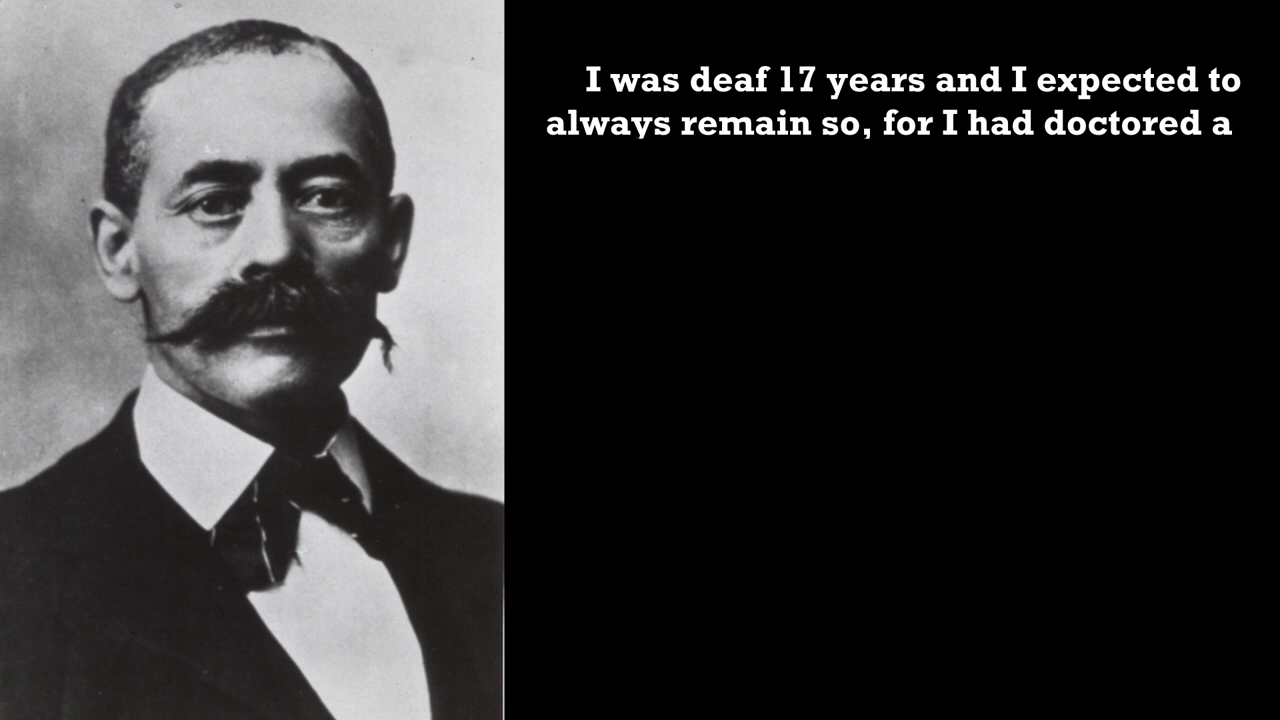 I was deaf 17 years and I expected to
always remain so, for I had doctored a